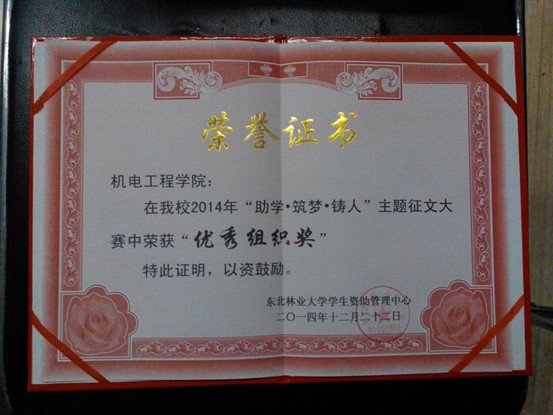 荣誉证书
机电工程学院：
在我校2014年“助学·筑梦·铸人”主题征文大
赛中荣获“优秀组织奖”
特此证明，以资鼓励。
东北林业大学学生资助管理中心
二〇一四年十二月二十二日